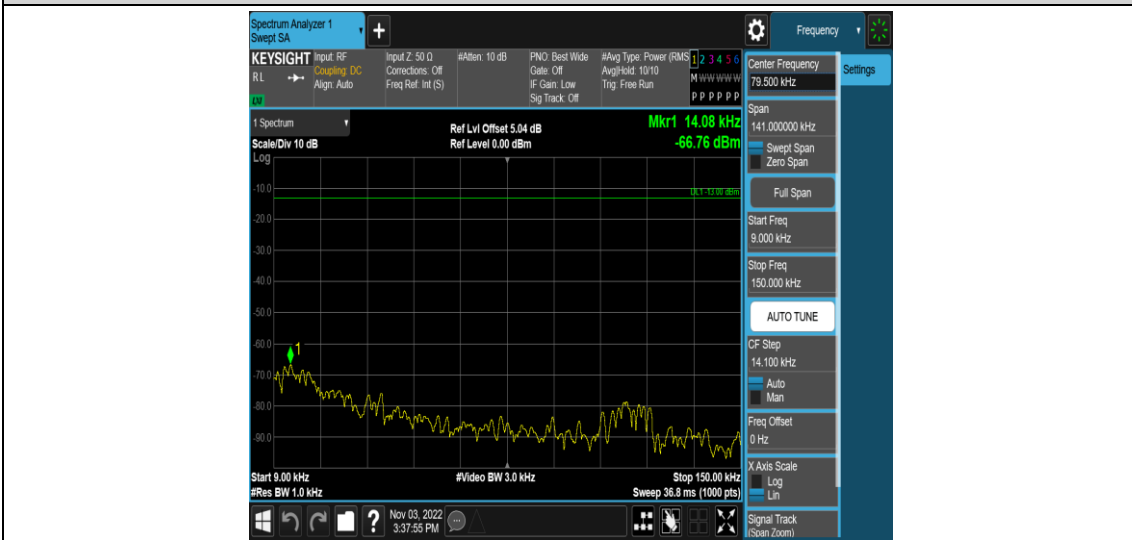 Spectrum Analyzer 1
Swept SA
+
Frequency
KEYSIGHT
RL
LXI
Input: RF
Coupling: DC
Align: Auto
Input Z: 50 Ω
Corrections: Off
Freq Ref: Int (S)
#Atten: 10 dB
PNO: Best Wide
Gate: Off
IF Gain: Low
Sig Track: Off
#Avg Type: Power (RMS
Avg|Hold: 10/10
Trig: Free Run
1 2 3 4 5 6
M W W W W W
P P P P P P
1 Spectrum
Scale/Div 10 dB
Log
Ref Lvl Offset 5.04 dB
Ref Level 0.00 dBm
Mkr1 14.08 kHz
-66.76 dBm
DL1 -13.00 dBm
-10.0
-20.0
-30.0
-40.0
-50.0
-60.0
-70.0
-80.0
-90.0
1
Start 9.00 kHz
#Res BW 1.0 kHz
#Video BW 3.0 kHz
Stop 150.00 kHz
Sweep 36.8 ms (1000 pts)
Center Frequency
79.500 kHz
Settings
Span
141.000000 kHz
Swept Span
Zero Span
Full Span
Start Freq
9.000 kHz
Stop Freq
150.000 kHz
AUTO TUNE
CF Step
14.100 kHz
Auto
Man
Freq Offset
0 Hz
X Axis Scale
Log
Lin
Signal Track
(Span Zoom)
?
Nov 03, 2022
3:37:55 PM